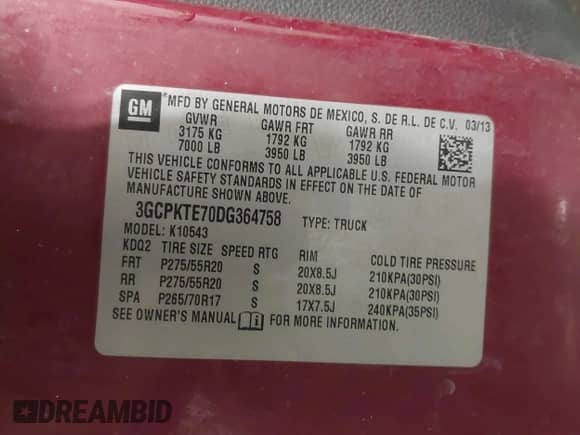 GM
*MFD BY GENERAL MOTORS DE MEXICO, S. DE R.L. DE C.V. 03/13
GVWR GAWR FRT GAWR RR
3175 KG 1792 KG 1792 KG
7000 LB 3950 LB 3950 LB
THIS VEHICLE CONFORMS TO ALL APPLICABLE U.S. FEDERAL MOTOR
VEHICLE SAFETY STANDARDS IN EFFECT ON THE DATE OF
MANUFACTURE SHOWN ABOVE.
3GCPKTE70DG364758 TYPE: TRUCK
MODEL: K10543
KDQ2 TIRE SIZE SPEED RTG RIM COLD TIRE PRESSURE
FRT P275/55R20 S 20X8.5J 210KPA(30PSI)
RR P275/55R20 S 20X8.5J 210KPA(30PSI)
SPA P265/70R17 S 17X7.5J 240KPA(35PSI)
SEE OWNER'S MANUAL i FOR MORE INFORMATION.
DREAMBID